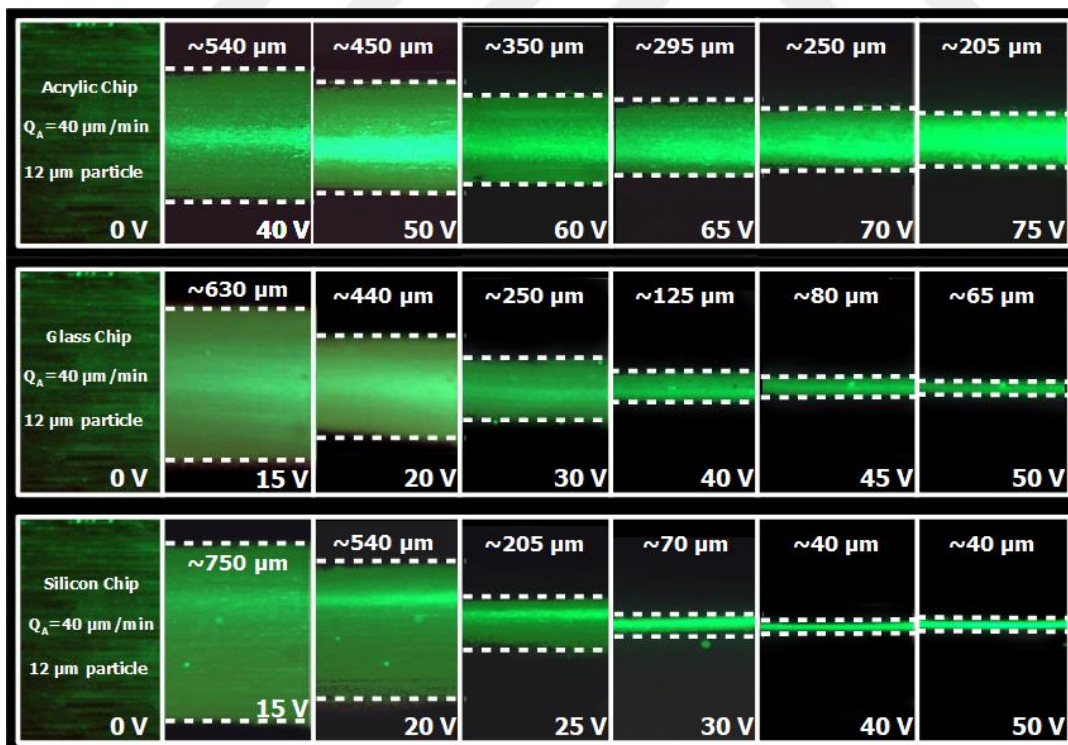 Acrylic Chip
Q_A=40 µm/min
12 µm particle
0 V
~540 µm
40 V
~450 µm
50 V
~350 µm
60 V
~295 µm
65 V
~250 µm
70 V
~205 µm
75 V
Glass Chip
Q_A=40 µm/min
12 µm particle
0 V
~630 µm
15 V
~440 µm
20 V
~250 µm
30 V
~125 µm
40 V
~80 µm
45 V
~65 µm
50 V
Silicon Chip
Q_A=40 µm/min
12 µm particle
0 V
~750 µm
15 V
~540 µm
20 V
~205 µm
25 V
~70 µm
30 V
~40 µm
40 V
~40 µm
50 V